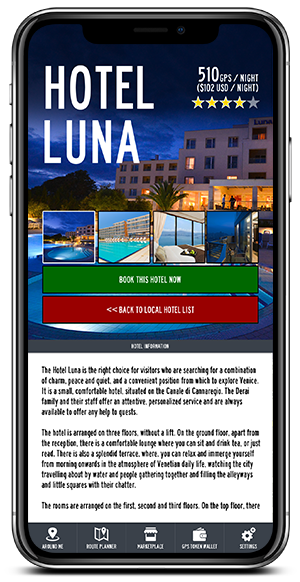 HOTEL
LUNA
510 GPS / NIGHT
($102 USD / NIGHT)
Luna
BOOK THIS HOTEL NOW
<< BACK TO LOCAL HOTEL LIST
HOTEL INFORMATION
The Hotel Luna is the right choice for visitors who are searching for a combination
of charm, peace and quiet, and a convenient position from which to explore Venice.
It is a small, comfortable hotel, situated on the Canale di Cannaregio. The Derai
family and their staff offer an attentive, personalized service and are always
available to offer any help to guests.
The hotel is arranged on three floors, without a lift. On the ground floor, apart from
the reception, there is a comfortable lounge where you can sit and drink tea, or just
read. There is also a splendid terrace, where, you can relax and immerge yourself
from morning onwards in the atmosphere of Venetian daily life, watching the city
travelling about by water and people gathering together and filling the alleyways
and little squares with their chatter.
The rooms are arranged on the first, second and third floors. On the top floor, there
AROUND ME
ROUTE PLANNER
MARKETPLACE
GPS TOKEN WALLET
SETTINGS